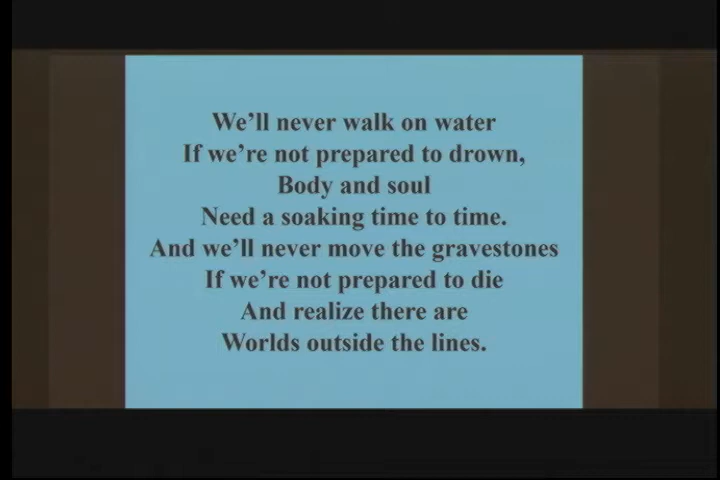 We'll never walk on water
If we're not prepared to drown,
Body and soul
Need a soaking time to time.
And we'll never move the gravestones
If we're not prepared to die
And realize there are
Worlds outside the lines.